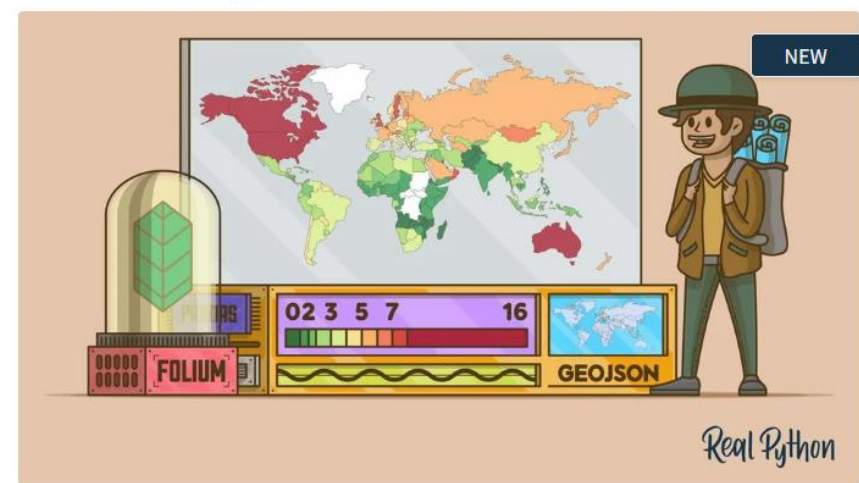 NEW
PANDAS
02 3 5 7 16
FOLIUM
GEOJSON
Real Python